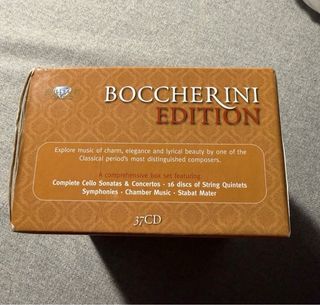 BOCCHERINI
EDITION
Explore music of charm, elegance and lyrical beauty by one of the
Classical period's most distinguished composers.
A comprehensive box set featuring:
Complete Cello Sonatas & Concertos · 16 discs of String Quintets
Symphonies · Chamber Music · Stabat Mater
37CD